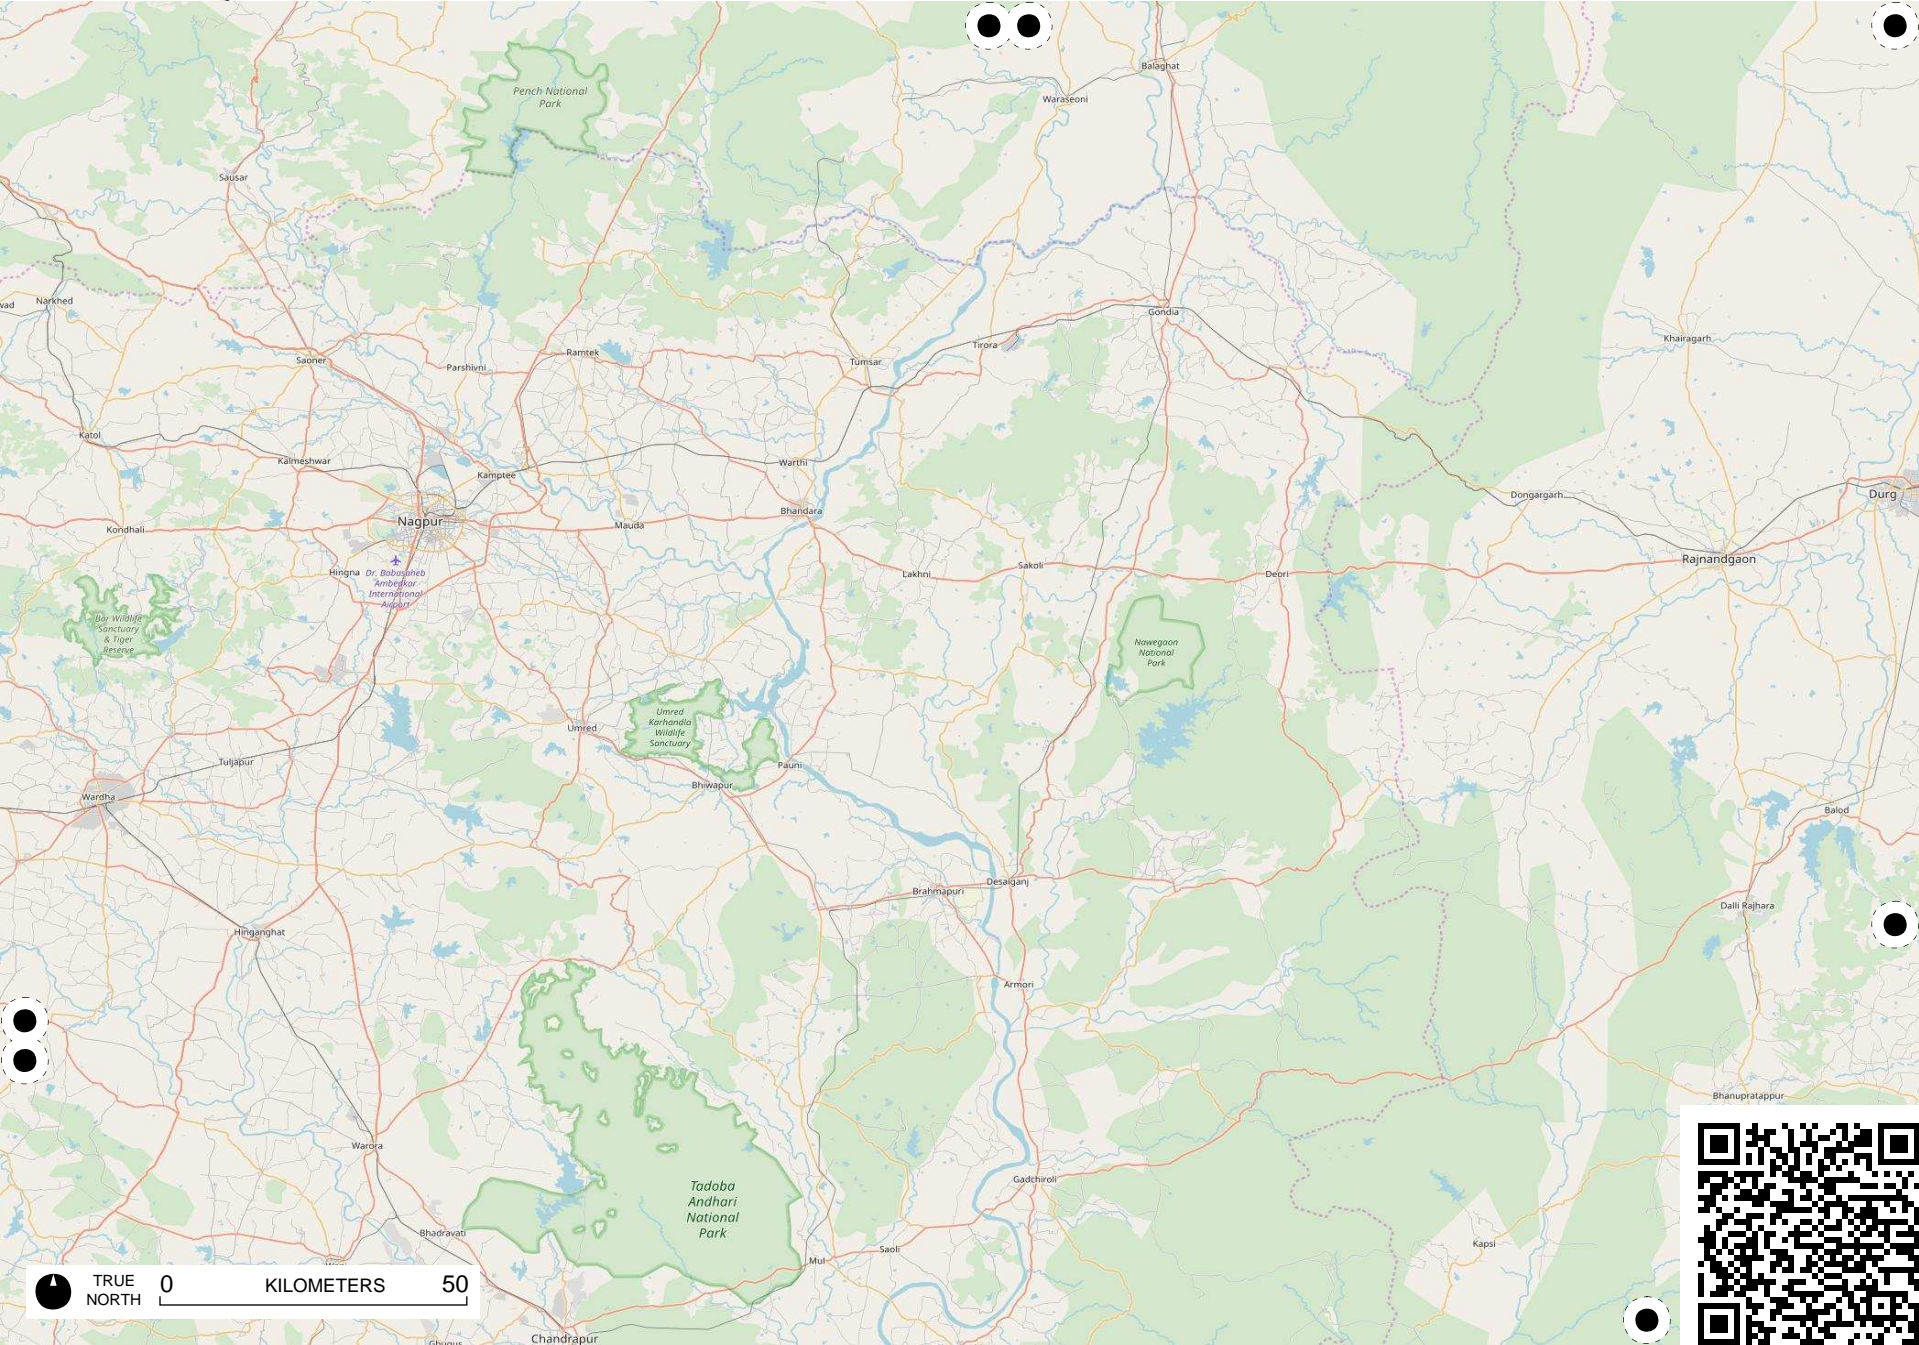 Pench National
Park
Balaghat
Waraseoni
Sausar
Narkhed
Gondia
Khairagarh
Tirora
Ramtek
Saoner
Parshivni
Tumsar
Katol
Kalmeshwar
Kamptee
Warthi
Durg
Dongargarh
Bhandara
Nagpur
Mauda
Kondhali
Rajnandgaon
Sakoli
Hingna
Dr. Babasaheb
Ambedkar
International
Airport
Lakhni
Deori
Bor Wildlife
Sanctuary
& Tiger
Reserve
Nawegaon
National
Park
Umred
Karhandla
Wildlife
Sanctuary
Umred
Tuljapur
Pauni
Bhiwapur
Wardha
Balod
Desaiganj
Brahmapuri
Dalli Rajhara
Hinganghat
Armori
Bhanupratappur
Warora
Gadchiroli
Tadoba
Andhari
National
Park
Bhadravati
Saoli
Kapsi
Mul
TRUE
NORTH
0 KILOMETERS 50
Chandrapur